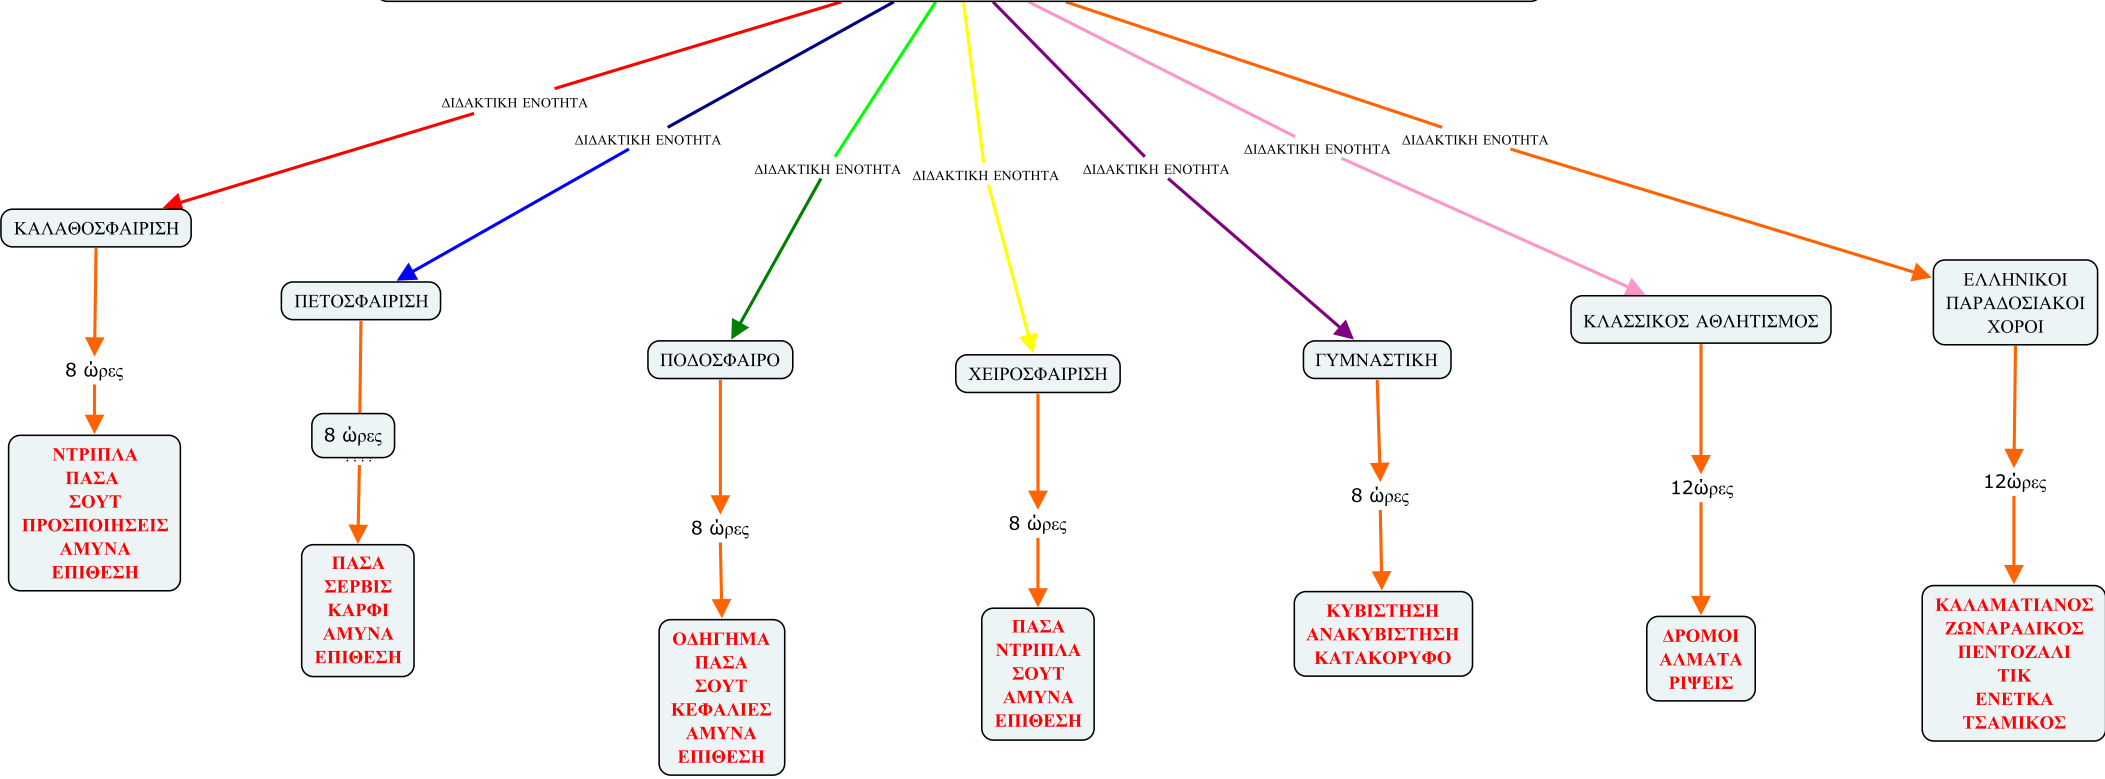 ΔΙΔΑΚΤΙΚΗ ΕΝΟΤΗΤΑ
ΔΙΔΑΚΤΙΚΗ ΕΝΟΤΗΤΑ
ΔΙΔΑΚΤΙΚΗ ΕΝΟΤΗΤΑ
ΔΙΔΑΚΤΙΚΗ ΕΝΟΤΗΤΑ
ΔΙΔΑΚΤΙΚΗ ΕΝΟΤΗΤΑ
ΔΙΔΑΚΤΙΚΗ ΕΝΟΤΗΤΑ
ΔΙΔΑΚΤΙΚΗ ΕΝΟΤΗΤΑ
ΚΑΛΑΘΟΣΦΑΙΡΙΣΗ
8 ώρες
ΝΤΡΙΠΛΑ
ΠΑΣΑ
ΣΟΥΤ
ΠΡΟΣΠΟΙΗΣΕΙΣ
ΑΜΥΝΑ
ΕΠΙΘΕΣΗ
ΠΕΤΟΣΦΑΙΡΙΣΗ
8 ώρες
....
ΠΑΣΑ
ΣΕΡΒΙΣ
ΚΑΡΦΙ
ΑΜΥΝΑ
ΕΠΙΘΕΣΗ
ΠΟΔΟΣΦΑΙΡΟ
8 ώρες
ΟΔΗΓΗΜΑ
ΠΑΣΑ
ΣΟΥΤ
ΚΕΦΑΛΙΕΣ
ΑΜΥΝΑ
ΕΠΙΘΕΣΗ
ΧΕΙΡΟΣΦΑΙΡΙΣΗ
8 ώρες
ΠΑΣΑ
ΝΤΡΙΠΛΑ
ΣΟΥΤ
ΑΜΥΝΑ
ΕΠΙΘΕΣΗ
ΓΥΜΝΑΣΤΙΚΗ
8 ώρες
ΚΥΒΙΣΤΗΣΗ
ΑΝΑΚΥΒΙΣΤΗΣΗ
ΚΑΤΑΚΟΡΥΦΟ
ΚΛΑΣΣΙΚΟΣ ΑΘΛΗΤΙΣΜΟΣ
12ώρες
ΔΡΟΜΟΙ
ΑΛΜΑΤΑ
ΡΙΨΕΙΣ
ΕΛΛΗΝΙΚΟΙ
ΠΑΡΑΔΟΣΙΑΚΟΙ
ΧΟΡΟΙ
12ώρες
ΚΑΛΑΜΑΤΙΑΝΟΣ
ΖΩΝΑΡΑΔΙΚΟΣ
ΠΕΝΤΟΖΑΛΙ
ΤΙΚ
ΕΝΕΤΚΑ
ΤΣΑΜΙΚΟΣ